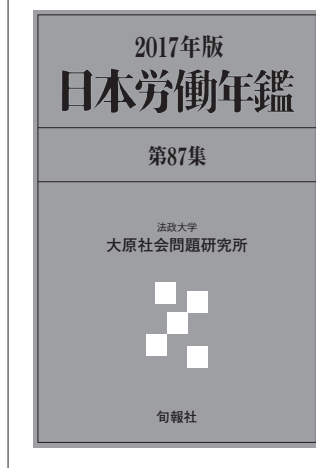 2017年版
日本労働年鑑
第87集
法政大学
大原社会問題研究所
旬報社